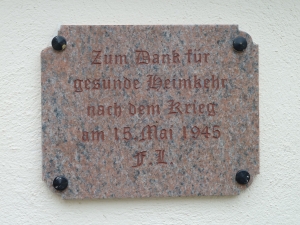 Zum Dank für
gesunde Heimkehr
nach dem Krieg
am 15. Mai 1945
F. L